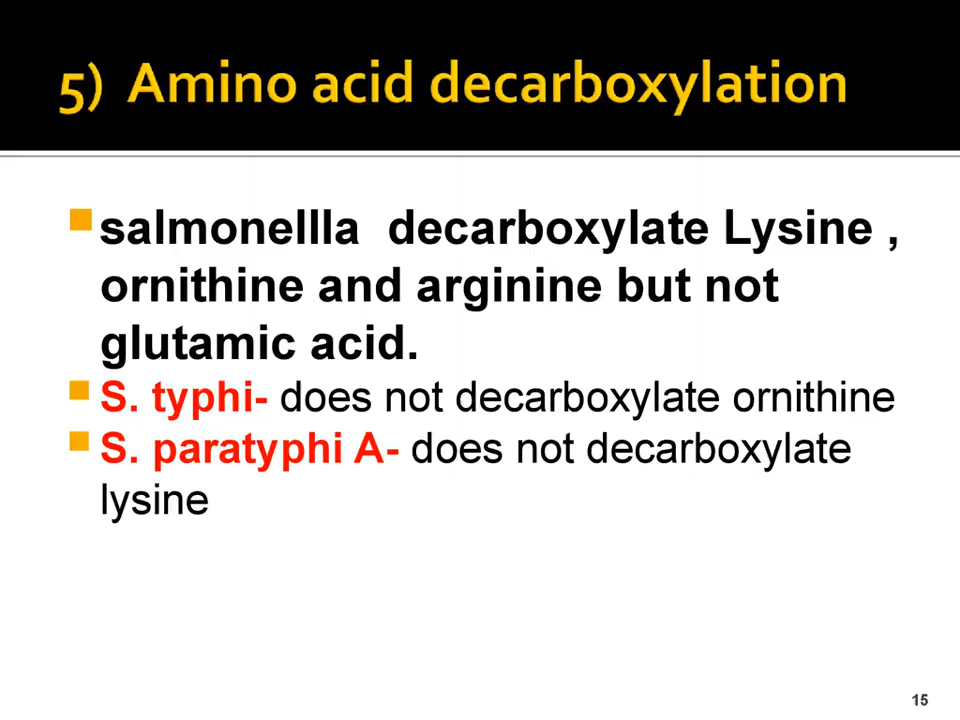 5) Amino acid decarboxylation
salmonellla decarboxylate Lysine ,
ornithine and arginine but not
glutamic acid.
S. typhi- does not decarboxylate ornithine
S. paratyphi A- does not decarboxylate
lysine
15